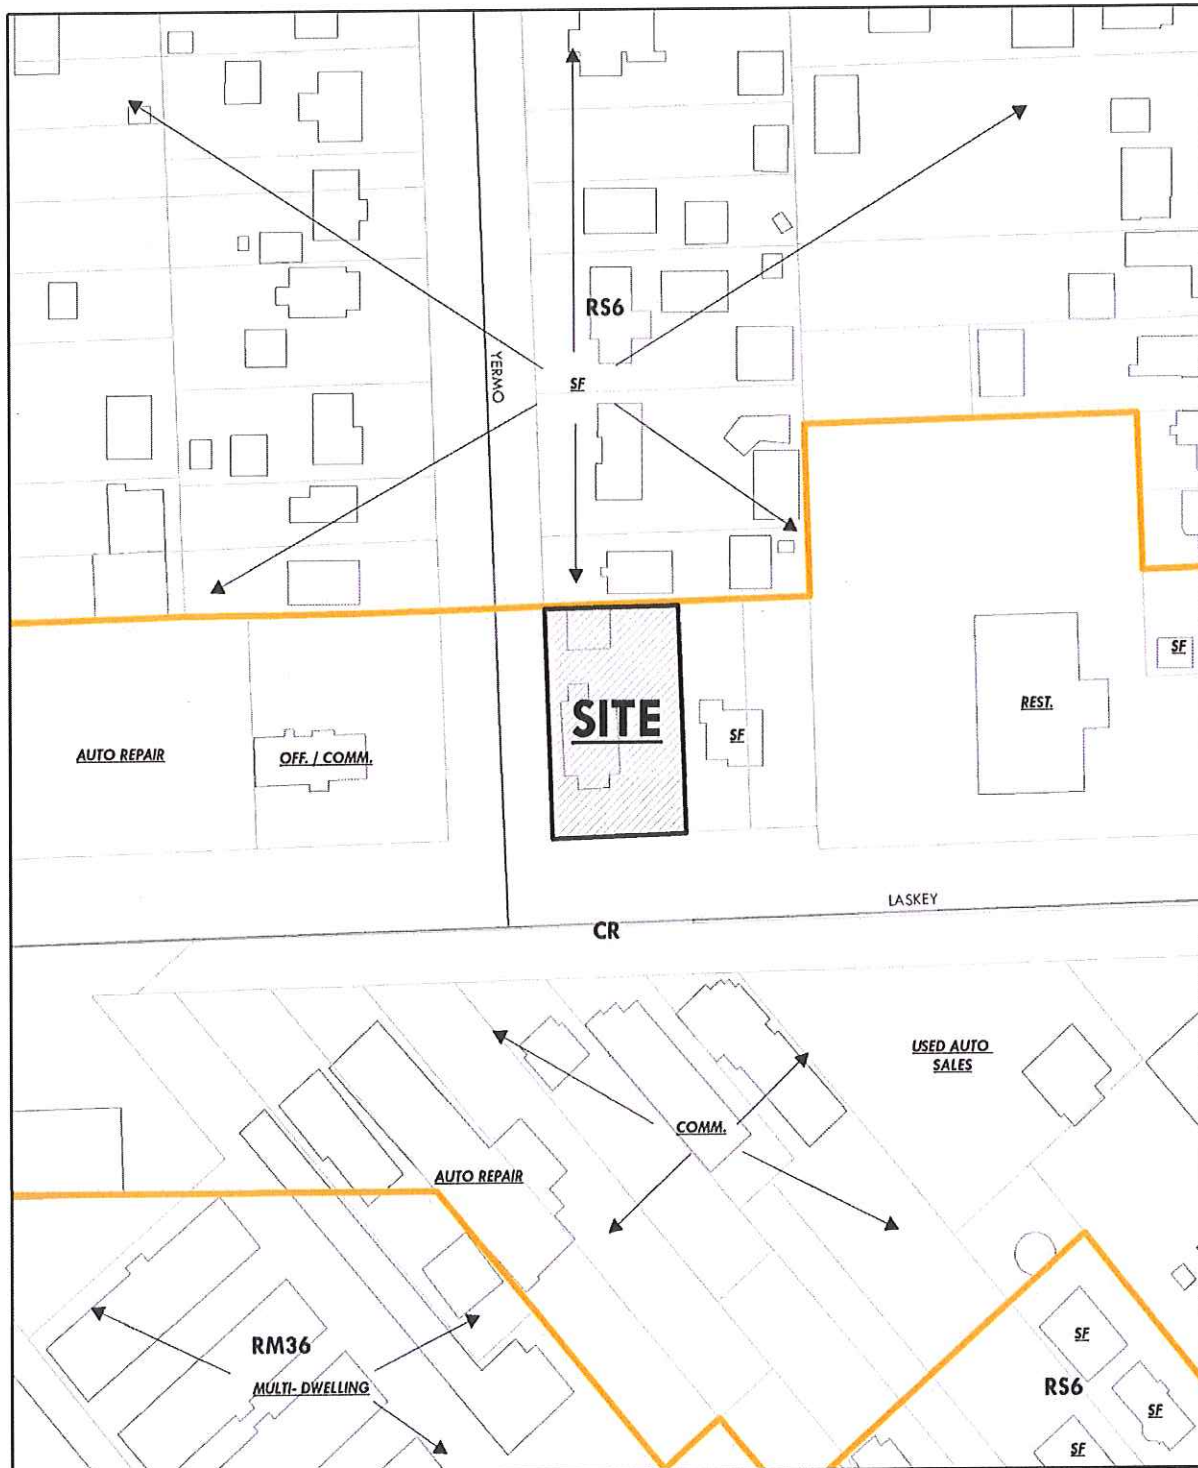 RS6
YERMO
SF
SF
SITE
SF
REST.
AUTO REPAIR
OFF. / COMM.
LASKEY
CR
USED AUTO
SALES
COMM.
AUTO REPAIR
RM36
MULTI- DWELLING
SF
RS6
SF
SF